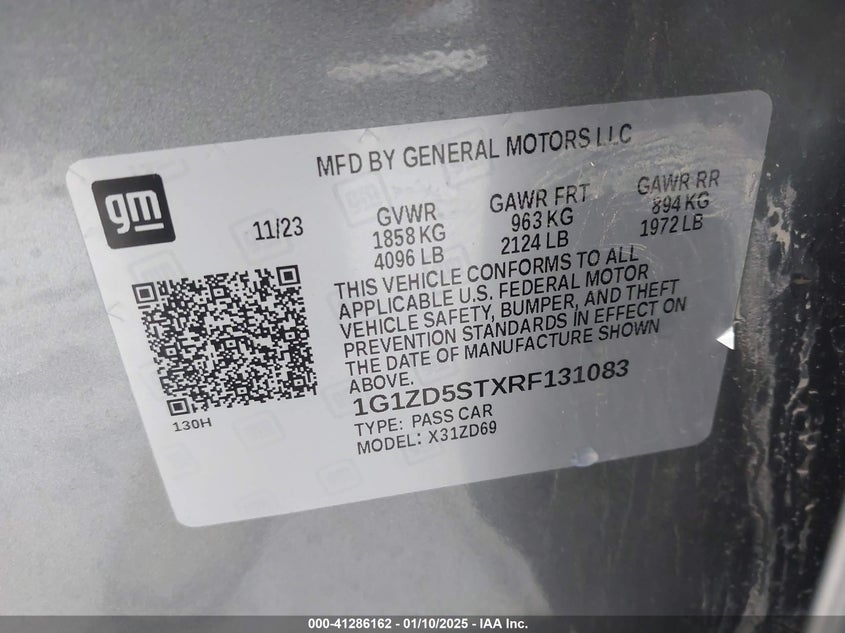 MFD BY GENERAL MOTORS LLC
gm
11/23
GVWR
1858 KG
4096 LB
GAWR FRT
963 KG
2124 LB
GAWR RR
894 KG
1972 LB
THIS VEHICLE CONFORMS TO ALL
APPLICABLE U.S. FEDERAL MOTOR
VEHICLE SAFETY, BUMPER, AND THEFT
PREVENTION STANDARDS IN EFFECT ON
THE DATE OF MANUFACTURE SHOWN
ABOVE.
1G1ZD5STXRF131083
TYPE: PASS CAR
MODEL: X31ZD69
130H
000-41286162 - 01/10/2025 - IAA Inc.